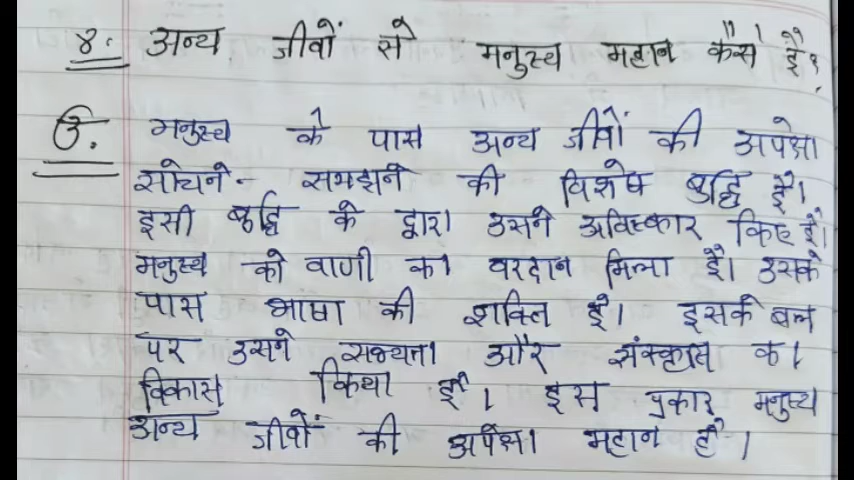 ४. अन्य जीवों से मनुष्य महान कैसे है?
उ. मनुष्य के पास अन्य जीवों की अपेक्षा
सोचने - समझने की विशेष बुद्धि है।
इसी बुद्धि के द्वारा उसने अविष्कार किए है।
मनुष्य को वाणी का वरदान मिला है। उसके
पास भाषा की शक्ति है। इसके बल
पर उसने सभ्यता और संस्कृति का
विकास किया है। इस प्रकार मनुष्य
अन्य जीवों की अपेक्षा महान है।